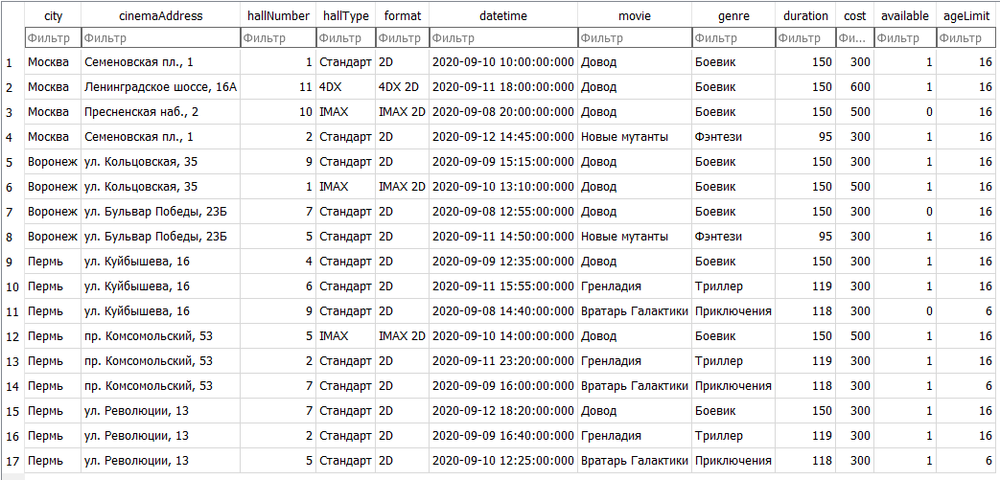 city cinemaAddress hallNumber hallType format datetime movie genre duration cost available ageLimit
Фильтр Фильтр Фильтр Фильтр Фильтр Фильтр Фильтр Фильтр Фильтр Фи... Фильтр Фильтр
1 Москва Семеновская пл., 1 1 Стандарт 2D 2020-09-10 10:00:00:000 Довод Боевик 150 300 1 16
2 Москва Ленинградское шоссе, 16А 11 4DX 4DX 2D 2020-09-11 18:00:00:000 Довод Боевик 150 600 1 16
3 Москва Пресненская наб., 2 10 IMAX IMAX 2D 2020-09-08 20:00:00:000 Довод Боевик 150 500 0 16
4 Москва Семеновская пл., 1 2 Стандарт 2D 2020-09-12 14:45:00:000 Новые мутанты Фэнтези 95 300 1 16
5 Воронеж ул. Кольцовская, 35 9 Стандарт 2D 2020-09-09 15:15:00:000 Довод Боевик 150 300 1 16
6 Воронеж ул. Кольцовская, 35 1 IMAX IMAX 2D 2020-09-10 13:10:00:000 Довод Боевик 150 500 1 16
7 Воронеж ул. Бульвар Победы, 23Б 7 Стандарт 2D 2020-09-08 12:55:00:000 Довод Боевик 150 300 0 16
8 Воронеж ул. Бульвар Победы, 23Б 5 Стандарт 2D 2020-09-11 14:50:00:000 Новые мутанты Фэнтези 95 300 1 16
9 Пермь ул. Куйбышева, 16 4 Стандарт 2D 2020-09-09 12:35:00:000 Довод Боевик 150 300 1 16
10 Пермь ул. Куйбышева, 16 6 Стандарт 2D 2020-09-11 15:55:00:000 Гренладия Триллер 119 300 1 16
11 Пермь ул. Куйбышева, 16 9 Стандарт 2D 2020-09-08 14:40:00:000 Вратарь Галактики Приключения 118 300 0 6
12 Пермь пр. Комсомольский, 53 5 IMAX IMAX 2D 2020-09-10 14:00:00:000 Довод Боевик 150 500 1 16
13 Пермь пр. Комсомольский, 53 2 Стандарт 2D 2020-09-11 23:20:00:000 Гренладия Триллер 119 300 1 16
14 Пермь пр. Комсомольский, 53 7 Стандарт 2D 2020-09-09 16:00:00:000 Вратарь Галактики Приключения 118 300 1 6
15 Пермь ул. Революции, 13 7 Стандарт 2D 2020-09-12 18:20:00:000 Довод Боевик 150 300 1 16
16 Пермь ул. Революции, 13 2 Стандарт 2D 2020-09-09 16:40:00:000 Гренладия Триллер 119 300 1 16
17 Пермь ул. Революции, 13 5 Стандарт 2D 2020-09-10 12:25:00:000 Вратарь Галактики Приключения 118 300 1 6